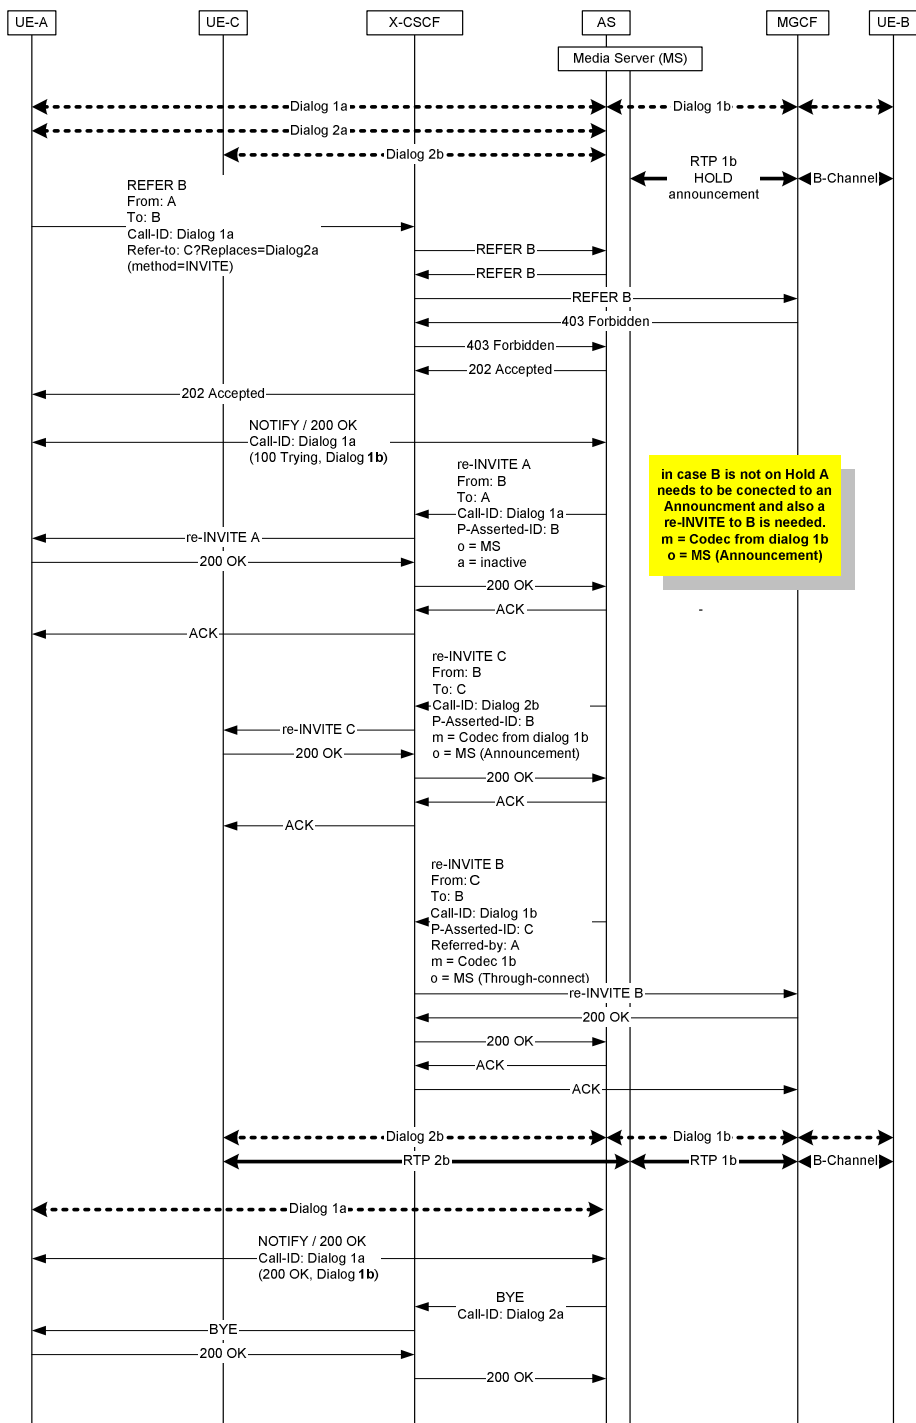 UE-A
UE-C
X-CSCF
AS
MGCF
UE-B
Media Server (MS)
Dialog 1a
Dialog 1b
Dialog 2a
Dialog 2b
RTP 1b
HOLD
announcement
B-Channel
REFER B
From: A
To: B
Call-ID: Dialog 1a
Refer-to: C?Replaces=Dialog2a
(method=INVITE)
REFER B
REFER B
REFER B
403 Forbidden
403 Forbidden
202 Accepted
202 Accepted
NOTIFY / 200 OK
Call-ID: Dialog 1a
(100 Trying, Dialog 1b)
re-INVITE A
From: B
To: A
Call-ID: Dialog 1a
P-Asserted-ID: B
o = MS
a = inactive
in case B is not on Hold A
needs to be conected to an
Announcment and also a
re-INVITE to B is needed.
m = Codec from dialog 1b
o = MS (Announcement)
re-INVITE A
200 OK
200 OK
ACK
-
ACK
re-INVITE C
From: B
To: C
Call-ID: Dialog 2b
P-Asserted-ID: B
m = Codec from dialog 1b
o = MS (Announcement)
re-INVITE C
200 OK
200 OK
ACK
ACK
re-INVITE B
From: C
To: B
Call-ID: Dialog 1b
P-Asserted-ID: C
Referred-by: A
m = Codec 1b
o = MS (Through-connect)
re-INVITE B
200 OK
200 OK
ACK
ACK
Dialog 2b
Dialog 1b
RTP 2b
RTP 1b
B-Channel
Dialog 1a
NOTIFY / 200 OK
Call-ID: Dialog 1a
(200 OK, Dialog 1b)
BYE
Call-ID: Dialog 2a
BYE
200 OK
200 OK